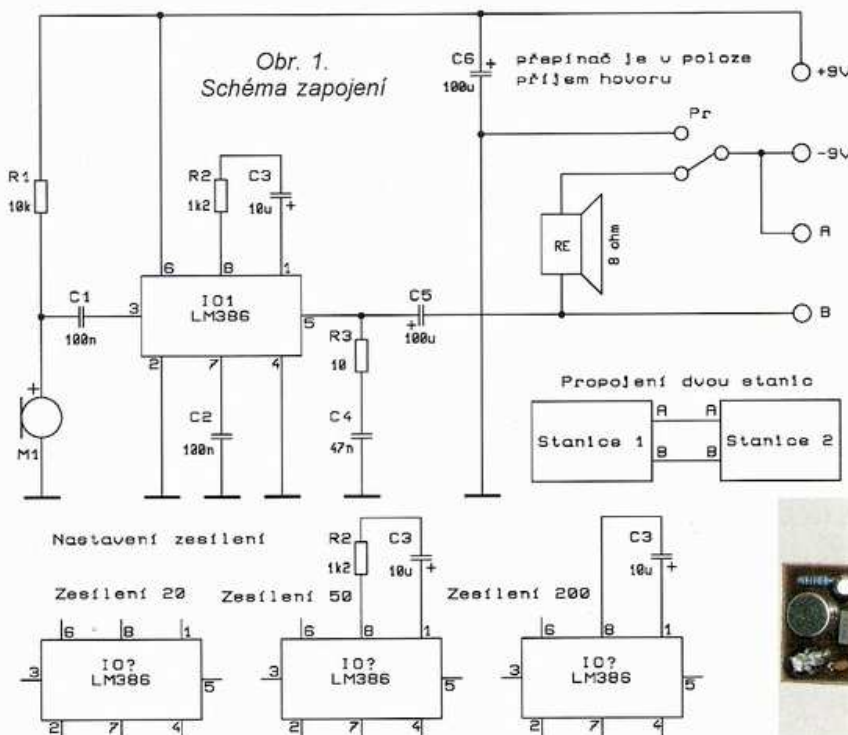 Obr. 1.
Schéma zapojení
C6
+
100u
přepínač je v poloze
příjem hovoru
+9V
Pr
-9V
R1
10k
R2
1k2
C3
10u
+
RE
8 ohm
A
6
8
1
C1
100n
3
IO1
LM386
5
C5
+
100u
B
2
7
4
R3
10
+
M1
C2
100n
C4
47n
Propojení dvou stanic
Stanice 1
A
A
B
B
Stanice 2
Nastavení zesílení
R2
1k2
C3
10u
+
C3
10u
+
Zesílení 20
Zesílení 50
Zesílení 200
6
8
1
6
8
1
6
8
1
3
IO?
LM386
5
3
IO?
LM386
5
3
IO?
LM386
5
2
7
4
2
7
4
2
7
4